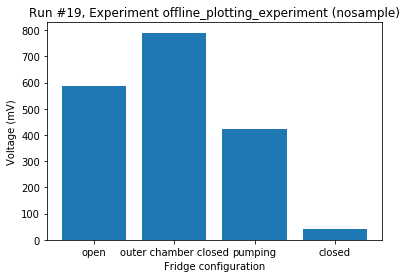 Run #19, Experiment offline_plotting_experiment (nosample)
800
700
600
500
400
300
200
100
0
Voltage (mV)
open
outer chamber closed
pumping
closed
Fridge configuration